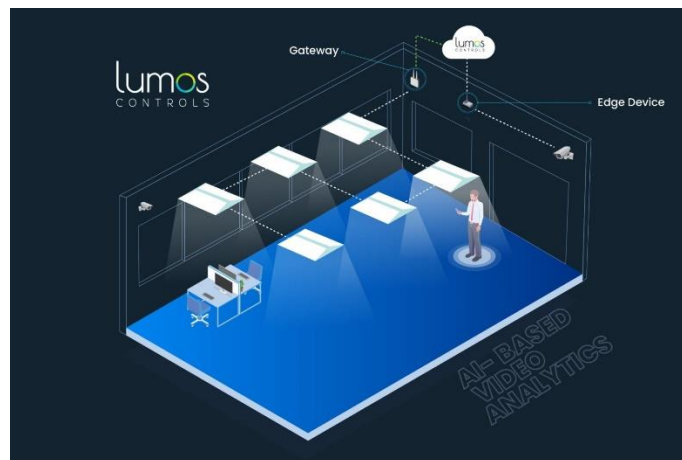 Gateway
lumos
CONTROLS
lumos
CONTROLS
Edge Device
AI- BASED
VIDEO
ANALYTICS